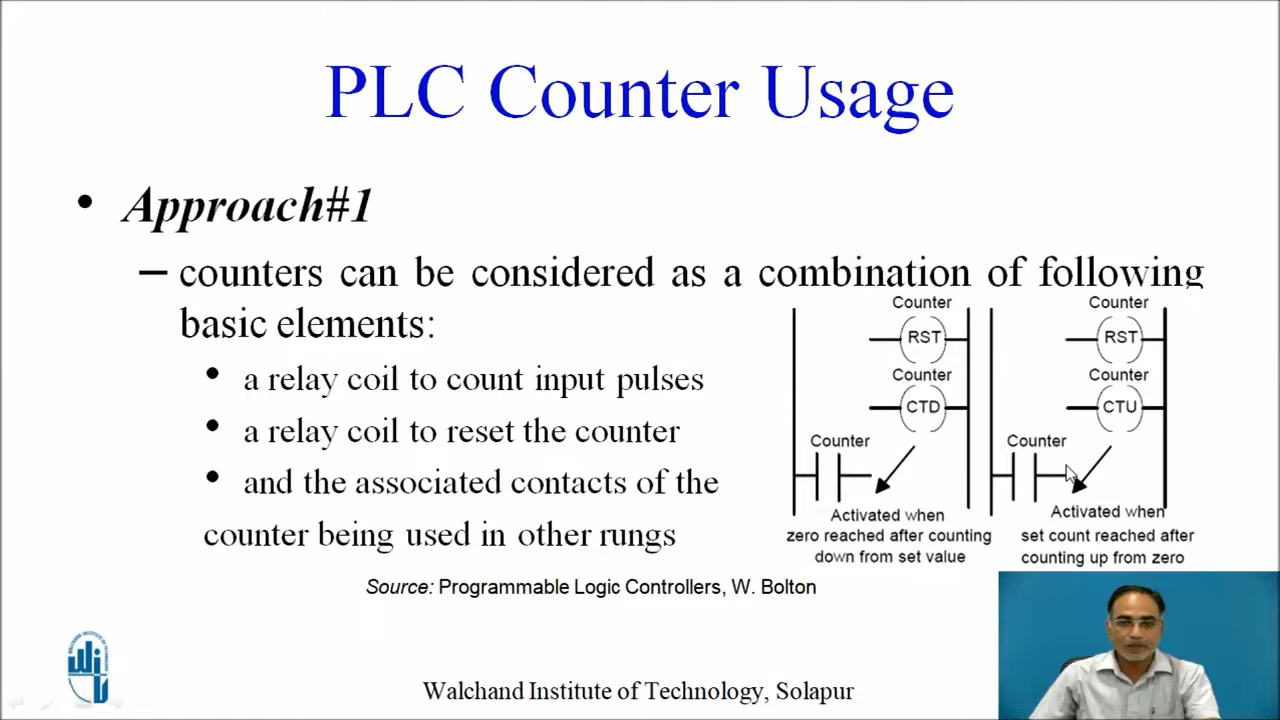 PLC Counter Usage
• Approach#1
– counters can be considered as a combination of following
basic elements:
• a relay coil to count input pulses
• a relay coil to reset the counter
• and the associated contacts of the
counter being used in other rungs
Counter
RST
Counter
CTD
Counter
Activated when
zero reached after counting
down from set value
Counter
RST
Counter
CTU
Counter
Activated when
set count reached after
counting up from zero
Source: Programmable Logic Controllers, W. Bolton
Walchand Institute of Technology, Solapur